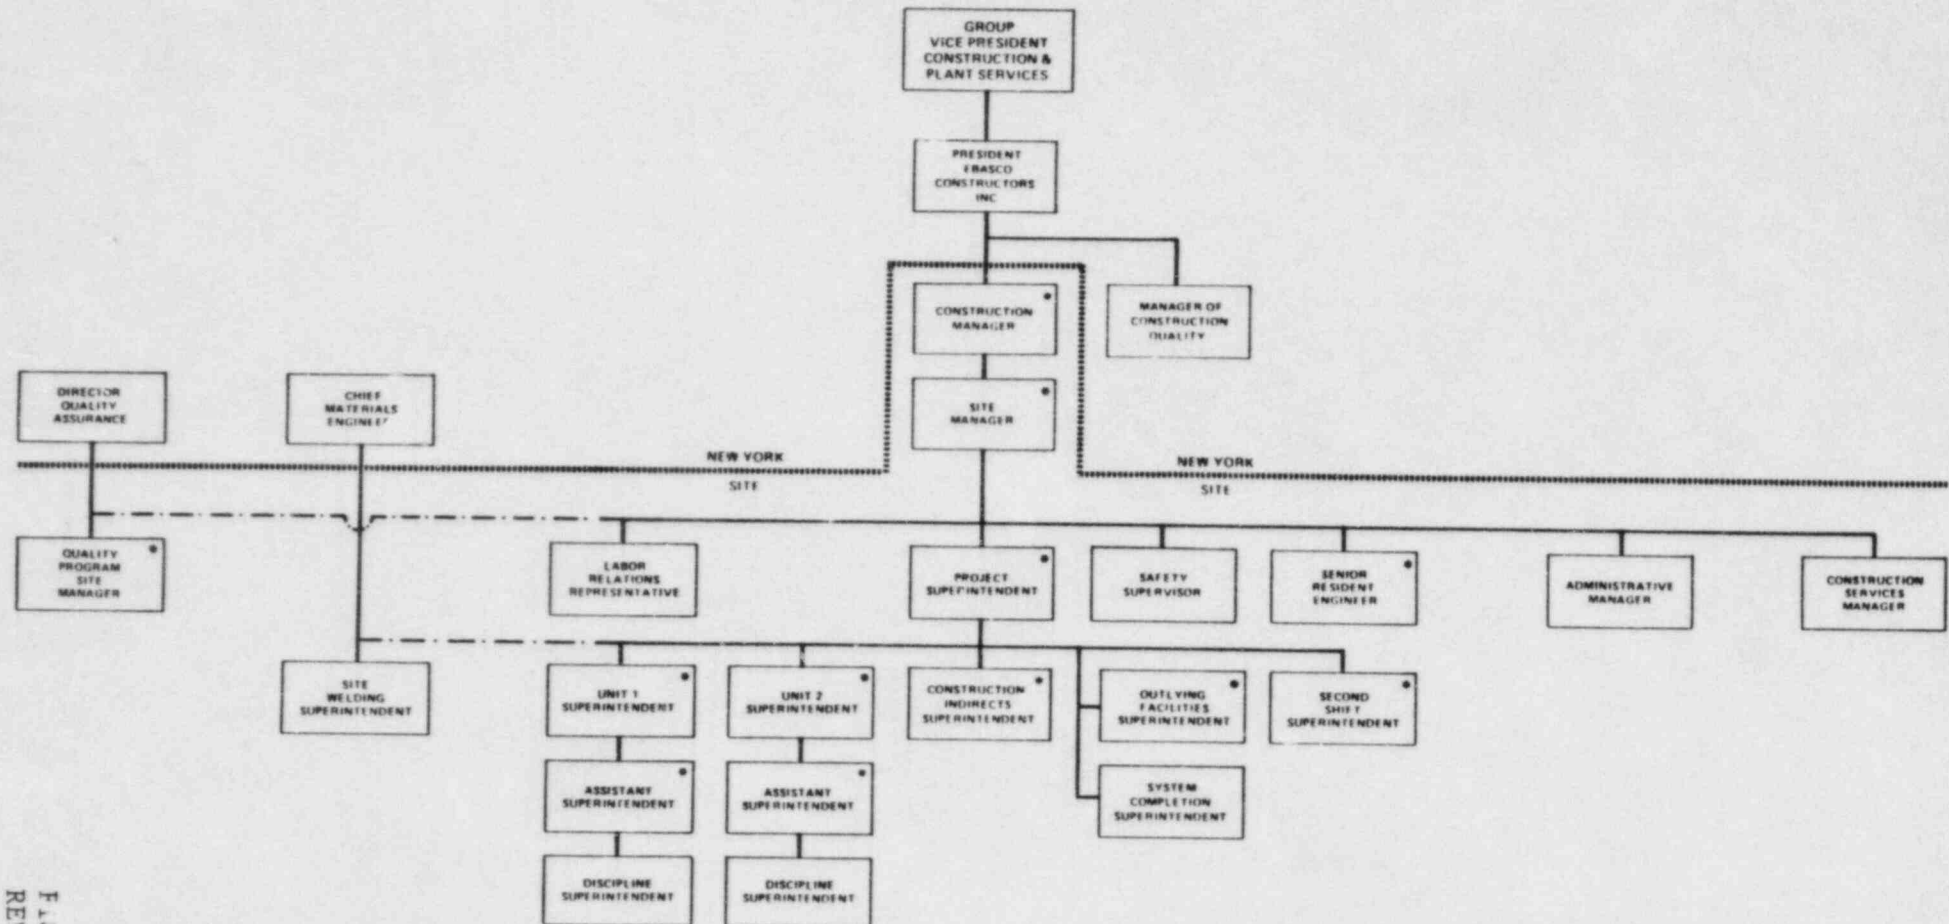 GROUP
VICE PRESIDENT
CONSTRUCTION &
PLANT SERVICES
PRESIDENT
EBASCO
CONSTRUCTORS
INC
CONSTRUCTION
MANAGER
MANAGER OF
CONSTRUCTION
QUALITY
DIRECTOR
QUALITY
ASSURANCE
CHIEF
MATERIALS
ENGINEER
SITE
MANAGER
NEW YORK
SITE
NEW YORK
SITE
QUALITY
PROGRAM
SITE
MANAGER
LABOR
RELATIONS
REPRESENTATIVE
PROJECT
SUPERINTENDENT
SAFETY
SUPERVISOR
SENIOR
RESIDENT
ENGINEER
ADMINISTRATIVE
MANAGER
CONSTRUCTION
SERVICES
MANAGER
SITE
WELDING
SUPERINTENDENT
UNIT 1
SUPERINTENDENT
UNIT 2
SUPERINTENDENT
CONSTRUCTION
INDIRECTS
SUPERINTENDENT
OUTLYING
FACILITIES
SUPERINTENDENT
SECOND
SHIFT
SUPERINTENDENT
ASSISTANT
SUPERINTENDENT
ASSISTANT
SUPERINTENDENT
SYSTEM
COMPLETION
SUPERINTENDENT
DISCIPLINE
SUPERINTENDENT
DISCIPLINE
SUPERINTENDENT